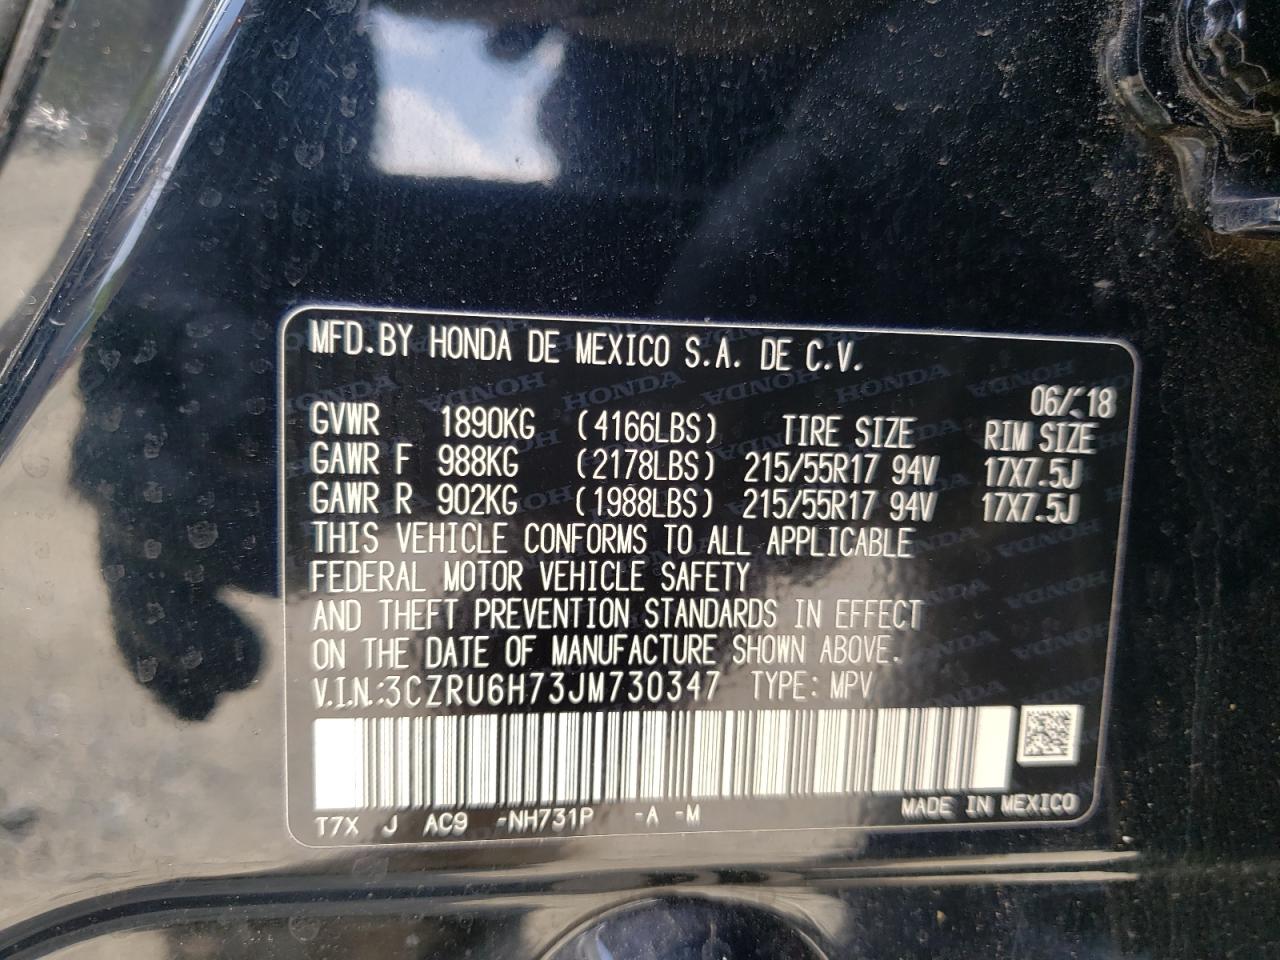 MFD.BY HONDA DE MEXICO S.A. DE C.V.
06/18
GVWR 1890KG (4166LBS) TIRE SIZE RIM SIZE
GAWR F 988KG (2178LBS) 215/55R17 94V 17X7.5J
GAWR R 902KG (1988LBS) 215/55R17 94V 17X7.5J
THIS VEHICLE CONFORMS TO ALL APPLICABLE
FEDERAL MOTOR VEHICLE SAFETY
AND THEFT PREVENTION STANDARDS IN EFFECT
ON THE DATE OF MANUFACTURE SHOWN ABOVE.
V.I.N.:3CZRU6H73JM730347 TYPE: MPV
T7X J AC9 -NH731P -A -M MADE IN MEXICO